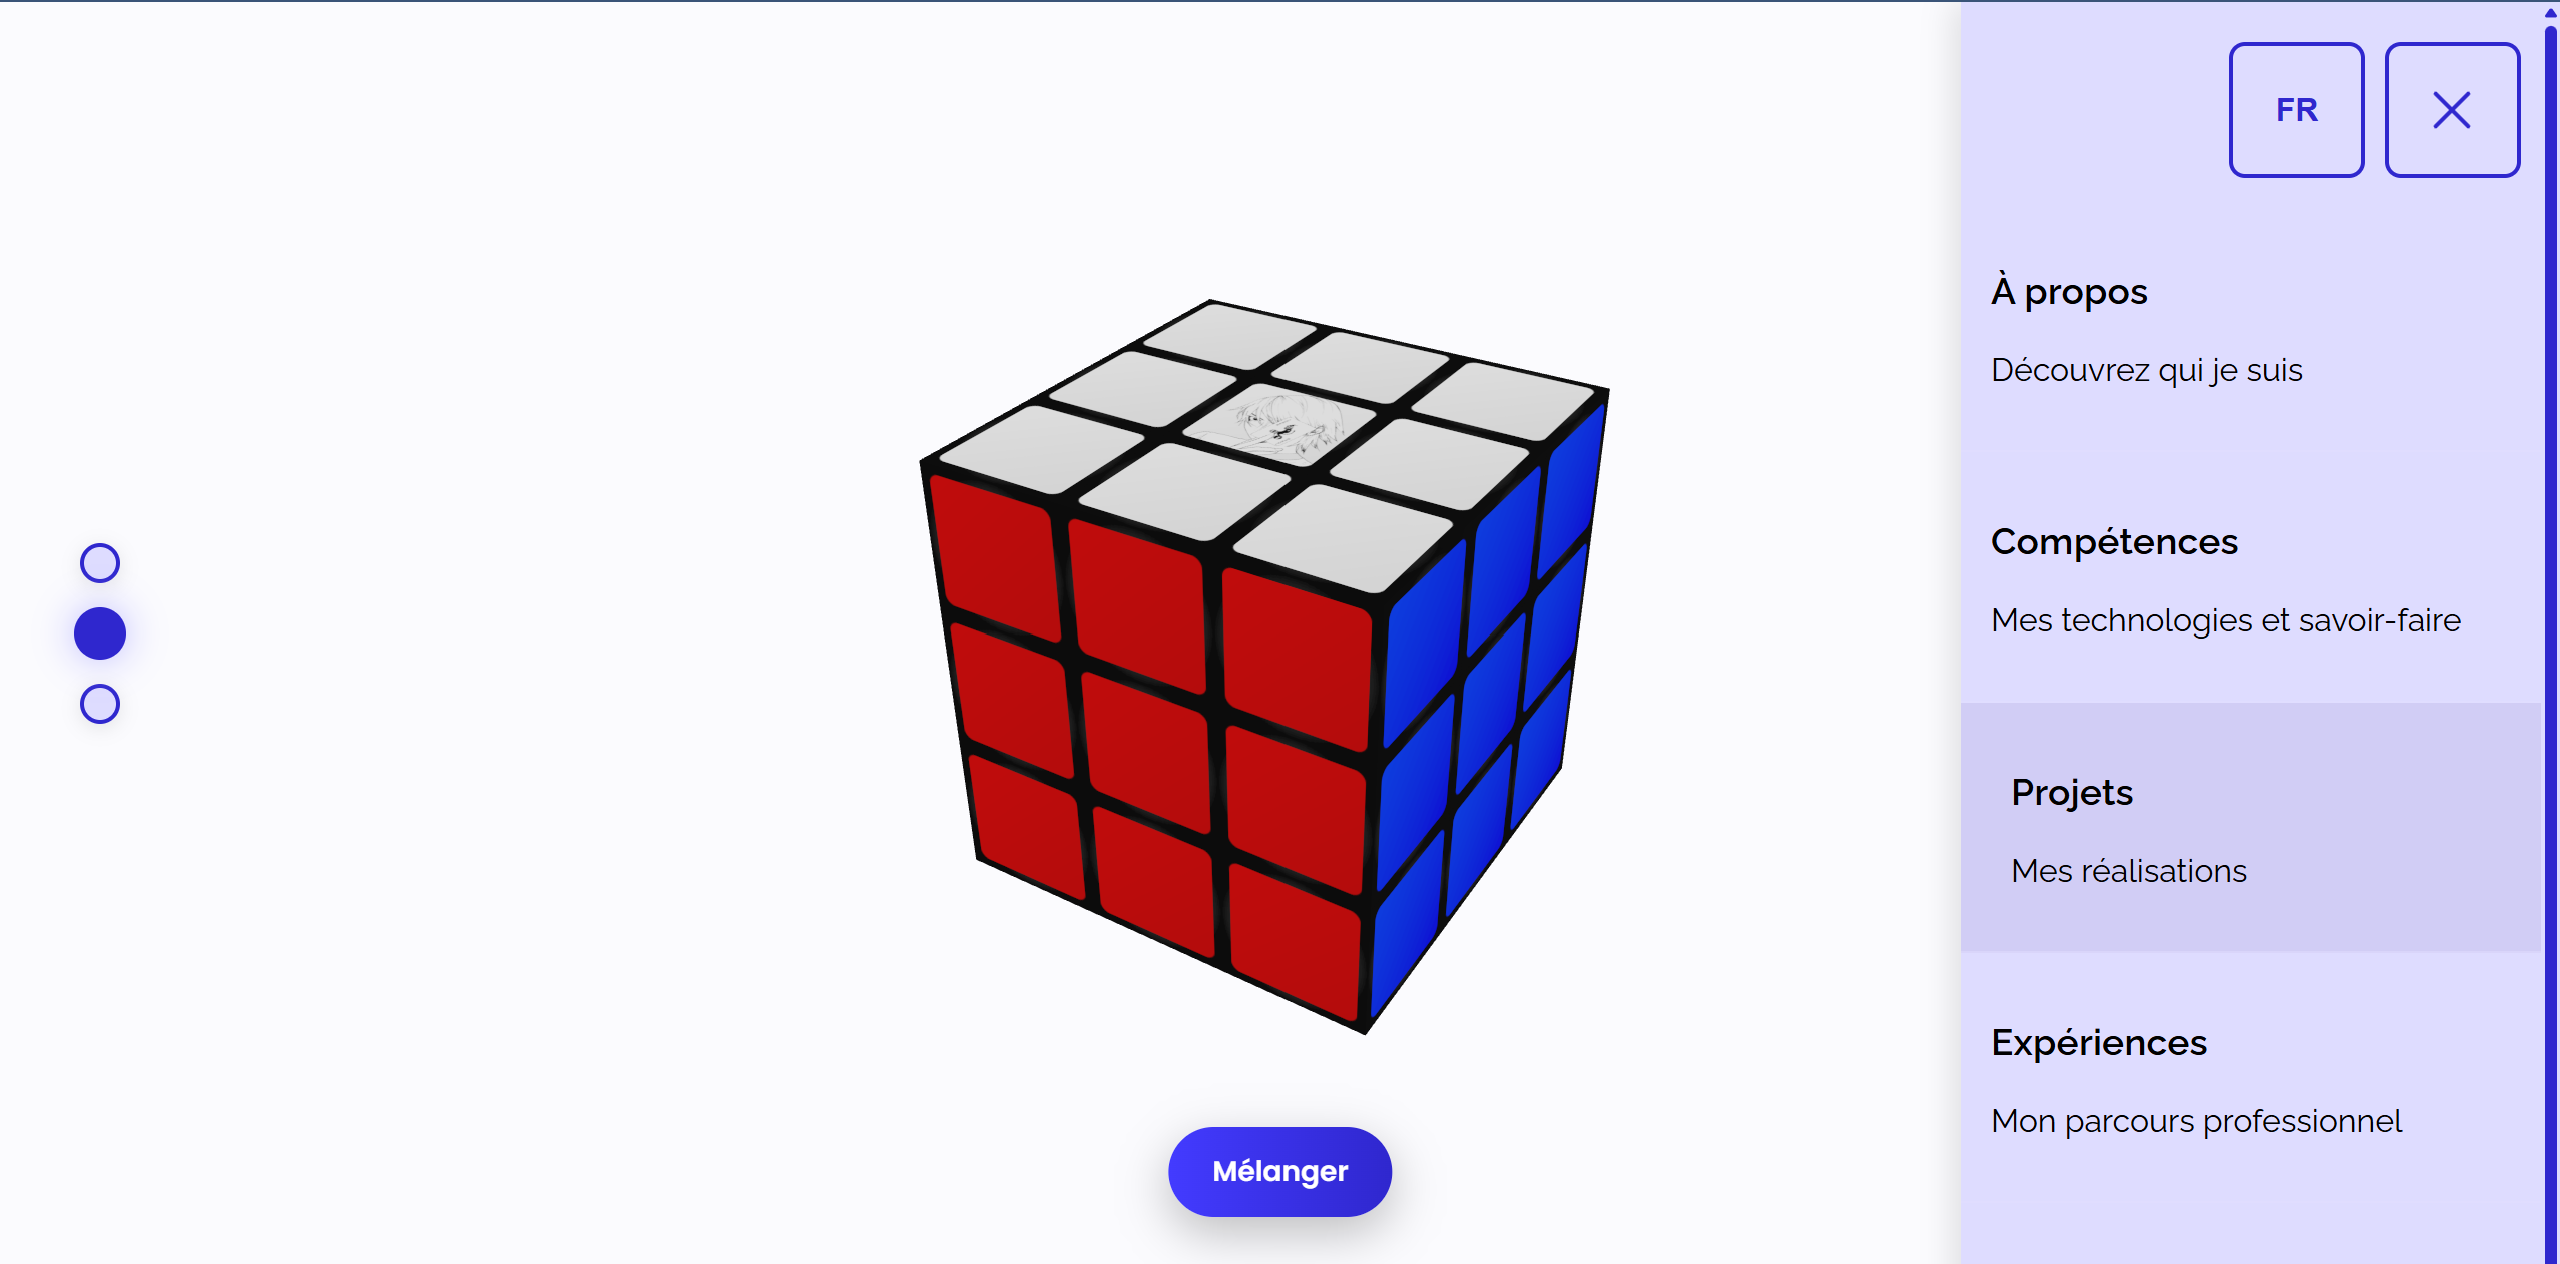 FR
À propos
Découvrez qui je suis
Compétences
Mes technologies et savoir-faire
Projets
Mes réalisations
Expériences
Mon parcours professionnel
Mélanger